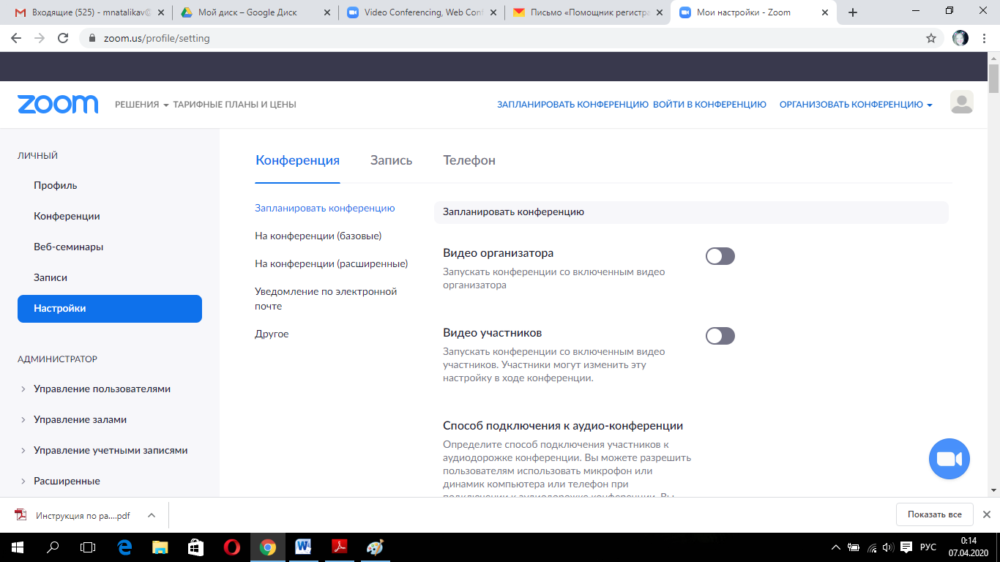 Входящие (525) - mnatalikav@
Мой диск – Google Диск
Video Conferencing, Web Conf
Письмо «Помощник регистра
Мои настройки - Zoom
zoom.us/profile/setting
zoom
РЕШЕНИЯ
ТАРИФНЫЕ ПЛАНЫ И ЦЕНЫ
ЗАПЛАНИРОВАТЬ КОНФЕРЕНЦИЮ
ВОЙТИ В КОНФЕРЕНЦИЮ
ОРГАНИЗОВАТЬ КОНФЕРЕНЦИЮ
ЛИЧНЫЙ
Профиль
Конференции
Веб-семинары
Записи
Настройки
АДМИНИСТРАТОР
Управление пользователями
Управление залами
Управление учетными записями
Расширенные
Конференция
Запись
Телефон
Запланировать конференцию
На конференции (базовые)
На конференции (расширенные)
Уведомление по электронной
почте
Другое
Запланировать конференцию
Видео организатора
Запускать конференции со включенным видео
организатора
Видео участников
Запускать конференции со включенным видео
участников. Участники могут изменить эту
настройку в ходе конференции.
Способ подключения к аудио-конференции
Определите способ подключения участников к
аудиодорожке конференции. Вы можете разрешить
пользователям использовать микрофон или
динамик компьютера или телефон при
подключении к аудиодорожке конференции. Вы
Инструкция по ра....pdf
Показать все
РУС
0:14
07.04.2020